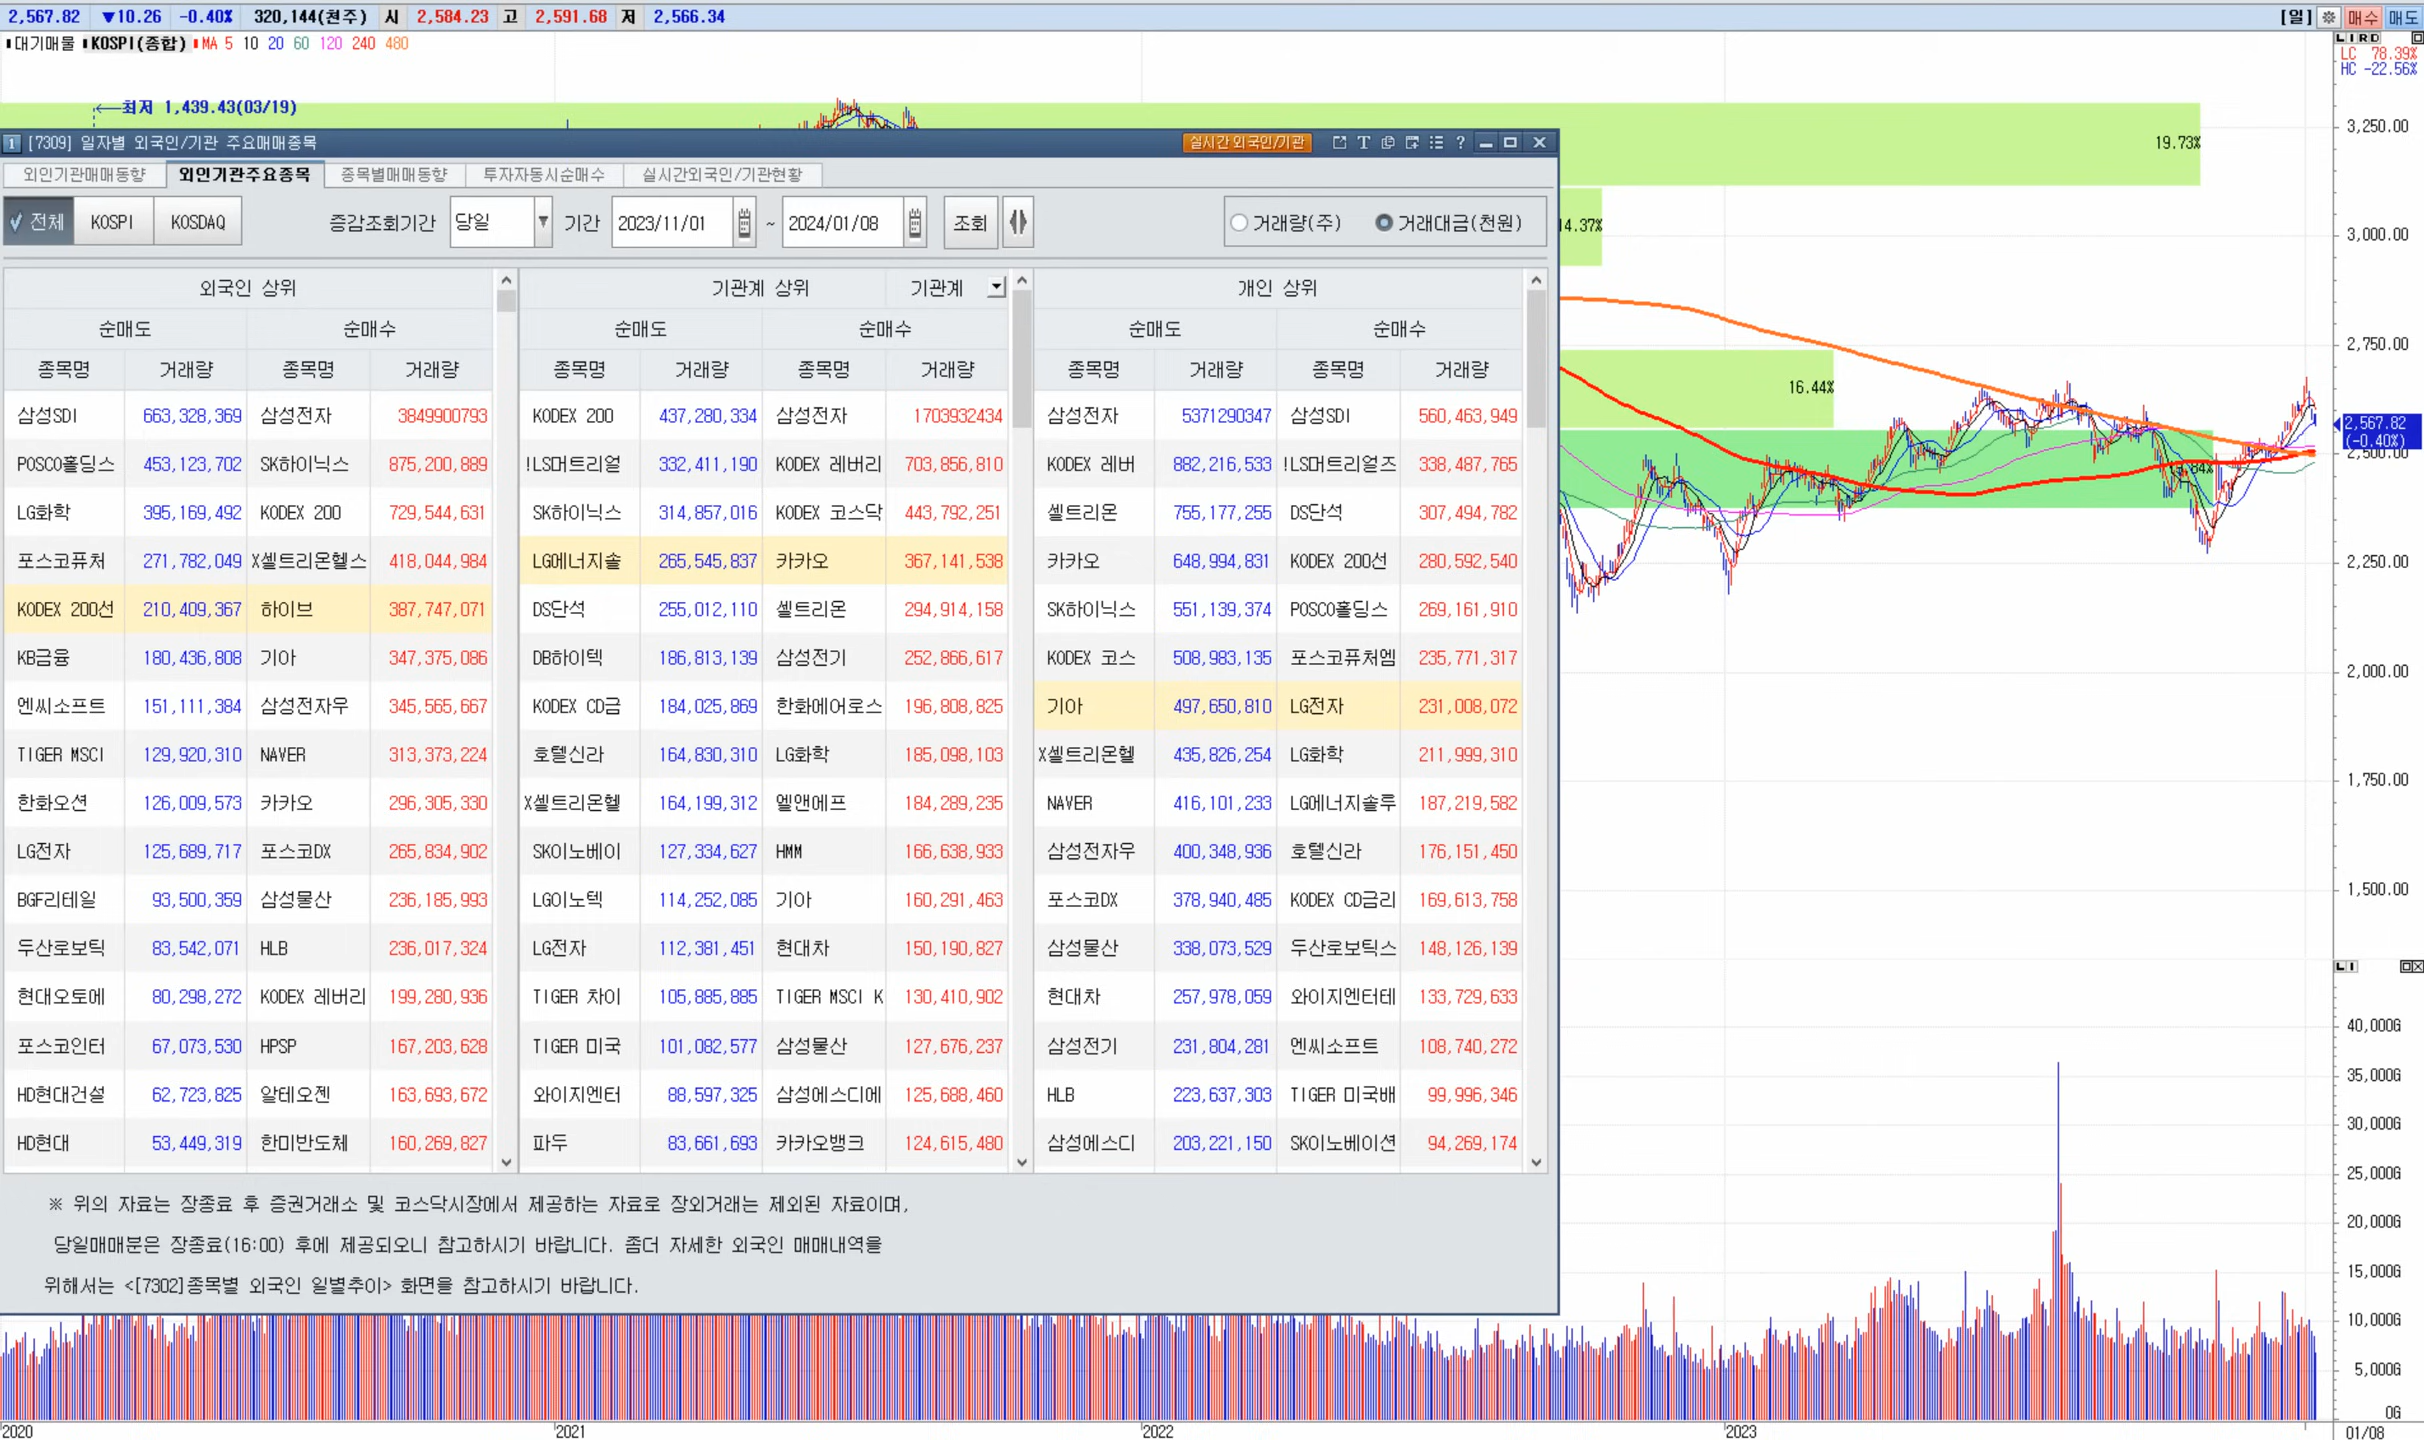 2,567.82 ▼10.26 -0.40% 320,144(천주) 시 2,584.23 고 2,591.68 저 2,566.34 [일] 매수 매도
대기매물 KOSPI(종합) MA 5 10 20 60 120 240 480
L I R D
LC 78.39%
HC -22.56%
←최저 1,439.43(03/19)
1 [7309] 일자별 외국인/기관 주요매매종목 실시간 외국인/기관 T ?
외인기관매매동향 외인기관주요종목 종목별매매동향 투자자동시순매수 실시간외국인/기관현황
✓ 전체 KOSPI KOSDAQ 증감조회기간 당일 기간 2023/11/01 ~ 2024/01/08 조회 거래량(주) 거래대금(천원)
외국인 상위 기관계 상위 기관계 개인 상위
순매도 순매수 순매도 순매수 순매도 순매수
종목명 거래량 종목명 거래량 종목명 거래량 종목명 거래량 종목명 거래량 종목명 거래량
삼성SDI 663,328,369 삼성전자 3849900793 KODEX 200 437,280,334 삼성전자 1703932434 삼성전자 5371290347 삼성SDI 560,463,949
POSCO홀딩스 453,123,702 SK하이닉스 875,200,889 !LS머트리얼 332,411,190 KODEX 레버리 703,856,810 KODEX 레버 882,216,533 !LS머트리얼즈 338,487,765
LG화학 395,169,492 KODEX 200 729,544,631 SK하이닉스 314,857,016 KODEX 코스닥 443,792,251 셀트리온 755,177,255 DS단석 307,494,782
포스코퓨처 271,782,049 X셀트리온헬스 418,044,984 LG에너지솔 265,545,837 카카오 367,141,538 카카오 648,994,831 KODEX 200선 280,592,540
KODEX 200선 210,409,367 하이브 387,747,071 DS단석 255,012,110 셀트리온 294,914,158 SK하이닉스 551,139,374 POSCO홀딩스 269,161,910
KB금융 180,436,808 기아 347,375,086 DB하이텍 186,813,139 삼성전기 252,866,617 KODEX 코스 508,983,135 포스코퓨처엠 235,771,317
엔씨소프트 151,111,384 삼성전자우 345,565,667 KODEX CD금 184,025,869 한화에어로스 196,808,825 기아 497,650,810 LG전자 231,008,072
TIGER MSCI 129,920,310 NAVER 313,373,224 호텔신라 164,830,310 LG화학 185,098,103 X셀트리온헬 435,826,254 LG화학 211,999,310
한화오션 126,009,573 카카오 296,305,330 X셀트리온헬 164,199,312 엘앤에프 184,289,235 NAVER 416,101,233 LG에너지솔루 187,219,582
LG전자 125,689,717 포스코DX 265,834,902 SK이노베이 127,334,627 HMM 166,638,933 삼성전자우 400,348,936 호텔신라 176,151,450
BGF리테일 93,500,359 삼성물산 236,185,993 LG이노텍 114,252,085 기아 160,291,463 포스코DX 378,940,485 KODEX CD금리 169,613,758
두산로보틱 83,542,071 HLB 236,017,324 LG전자 112,381,451 현대차 150,190,827 삼성물산 338,073,529 두산로보틱스 148,126,139
현대오토에 80,298,272 KODEX 레버리 199,280,936 TIGER 차이 105,885,885 TIGER MSCI K 130,410,902 현대차 257,978,059 와이지엔터테 133,729,633
포스코인터 67,073,530 HPSP 167,203,628 TIGER 미국 101,082,577 삼성물산 127,676,237 삼성전기 231,804,281 엔씨소프트 108,740,272
HD현대건설 62,723,825 알테오젠 163,693,672 와이지엔터 88,597,325 삼성에스디에 125,688,460 HLB 223,637,303 TIGER 미국배 99,996,346
HD현대 53,449,319 한미반도체 160,269,827 파두 83,661,693 카카오뱅크 124,615,480 삼성에스디 203,221,150 SK이노베이션 94,269,174
※ 위의 자료는 장종료 후 증권거래소 및 코스닥시장에서 제공하는 자료로 장외거래는 제외된 자료이며,
당일매매분은 장종료(16:00) 후에 제공되오니 참고하시기 바랍니다. 좀더 자세한 외국인 매매내역을
위해서는 <[7302]종목별 외국인 일별추이> 화면을 참고하시기 바랍니다.
19.73%
14.37%
16.44%
3,250.00
3,000.00
2,750.00
2,567.82
(-0.40%)
2,500.00
2,250.00
2,000.00
1,750.00
1,500.00
L I
40,000G
35,000G
30,000G
25,000G
20,000G
15,000G
10,000G
5,000G
0G
2020 2021 2022 2023 01/08